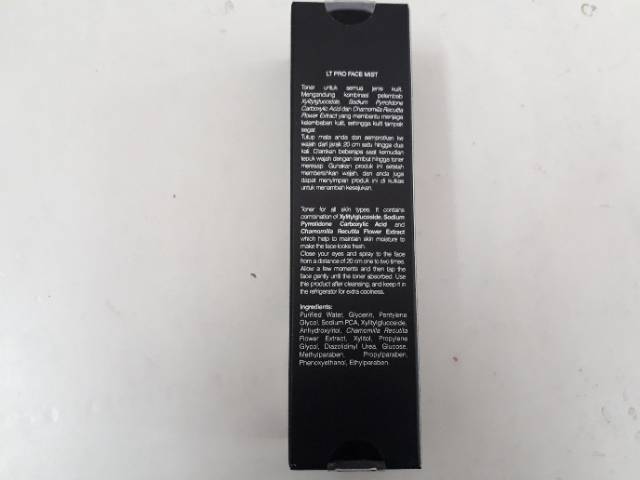 LT PRO FACE MIST
Toner untuk semua jenis kulit.
Mengandung kombinasi pelembab
Xylitylglucoside, Sodium Pyrrolidone
Carboxylic Acid dan Chamomilla Recutita
Flower Extract yang membantu menjaga
kelembaban kulit, sehingga kulit tampak
segar.
Tutup mata anda dan semprotkan ke
wajah dari jarak 20 cm satu hingga dua
kali. Diamkan beberapa saat kemudian
tepuk wajah dengan lembut hingga toner
meresap. Gunakan produk ini setelah
membersihkan wajah, dan anda juga
dapat menyimpan produk ini di kulkas
untuk menambah kesejukan.
Toner for all skin types. It contains
combination of Xylitylglucoside, Sodium
Pyrrolidone Carboxylic Acid and
Chamomilla Recutita Flower Extract
which help to maintain skin moisture to
make the face looks fresh.
Close your eyes and spray to the face
from a distance of 20 cm one to two times.
Allow a few moments and then tap the
face gently until the toner absorbed. Use
this product after cleansing, and keep it in
the refrigerator for extra coolness.
Ingredients:
Purified Water, Glycerin, Pentylene
Glycol, Sodium PCA, Xylitylglucoside,
Anhydroxylitol, Chamomilla Recutita
Flower Extract, Xylitol, Propylene
Glycol, Diazolidinyl Urea, Glucose,
Methylparaben, Propylparaben,
Phenoxyethanol, Ethylparaben.